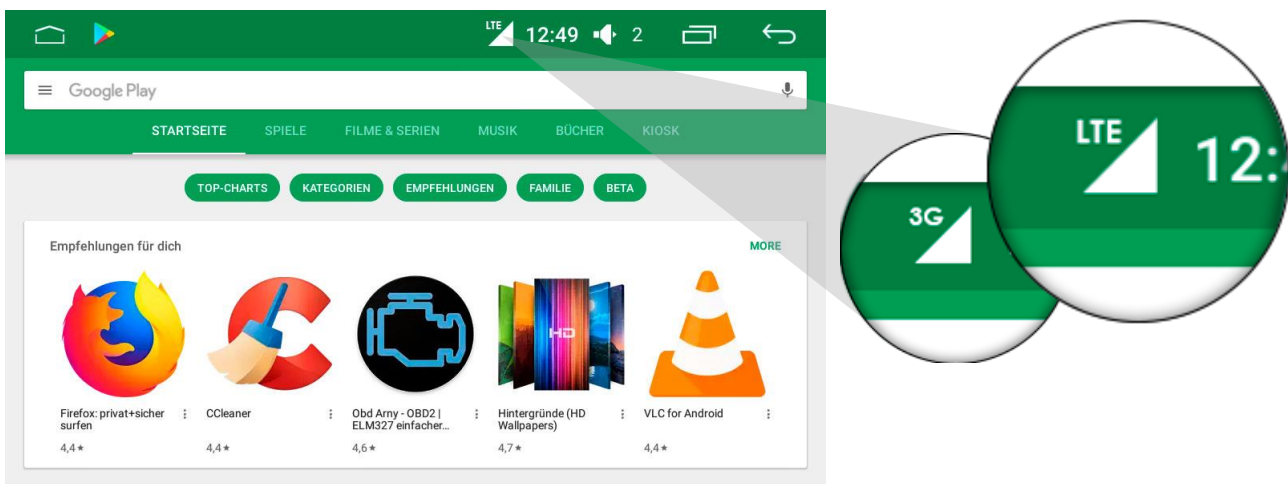 LTE 12:49 2
Google Play
STARTSEITE SPIELE FILME & SERIEN MUSIK BÜCHER KIOSK
TOP-CHARTS KATEGORIEN EMPFEHLUNGEN FAMILIE BETA
Empfehlungen für dich MORE
HD
Firefox: privat+sicher
surfen
4,4★
CCleaner
4,4★
Obd Arny - OBD2 |
ELM327 einfacher...
4,6★
Hintergründe (HD
Wallpapers)
4,7★
VLC for Android
4,4★
3G
LTE 12: